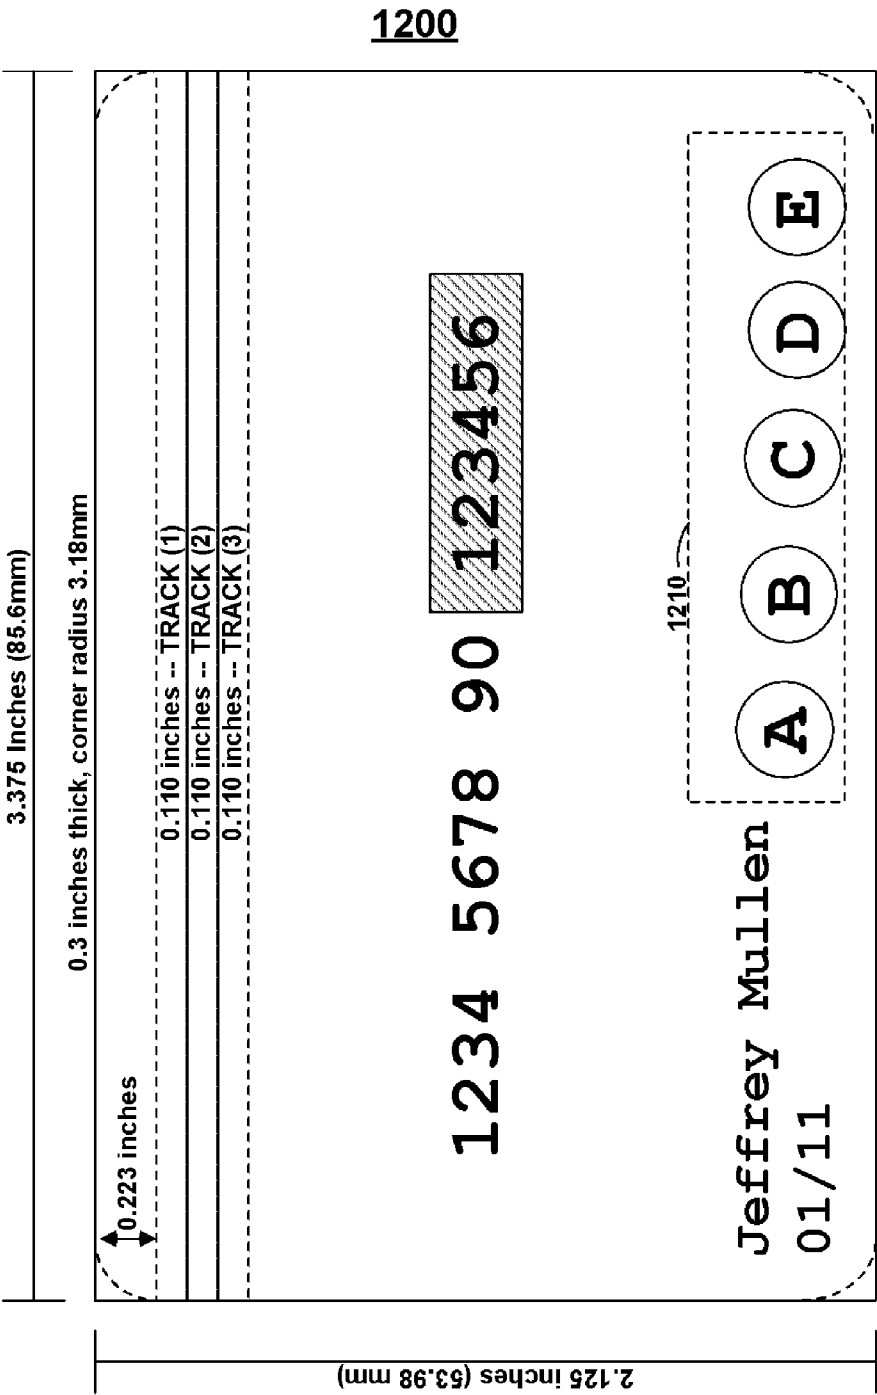 1200
3.375 Inches (85.6mm)
0.3 inches thick, corner radius 3.18mm
0.223 inches
0.110 inches -- TRACK (1)
0.110 inches -- TRACK (2)
0.110 inches -- TRACK (3)
1234 5678 90 123456
1210
A B C D E
Jeffrey Mullen
01/11
2.125 inches (53.98 mm)